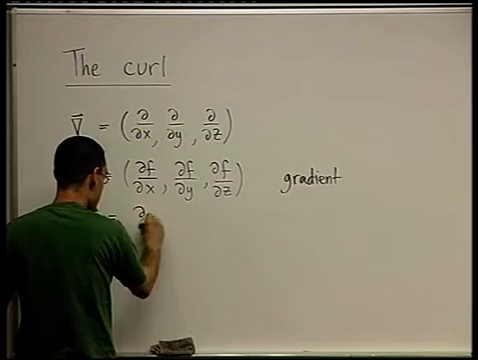 The curl
∇⃗ = (∂/∂x, ∂/∂y, ∂/∂z)
= (∂f/∂x, ∂f/∂y, ∂f/∂z) gradient
= ∂